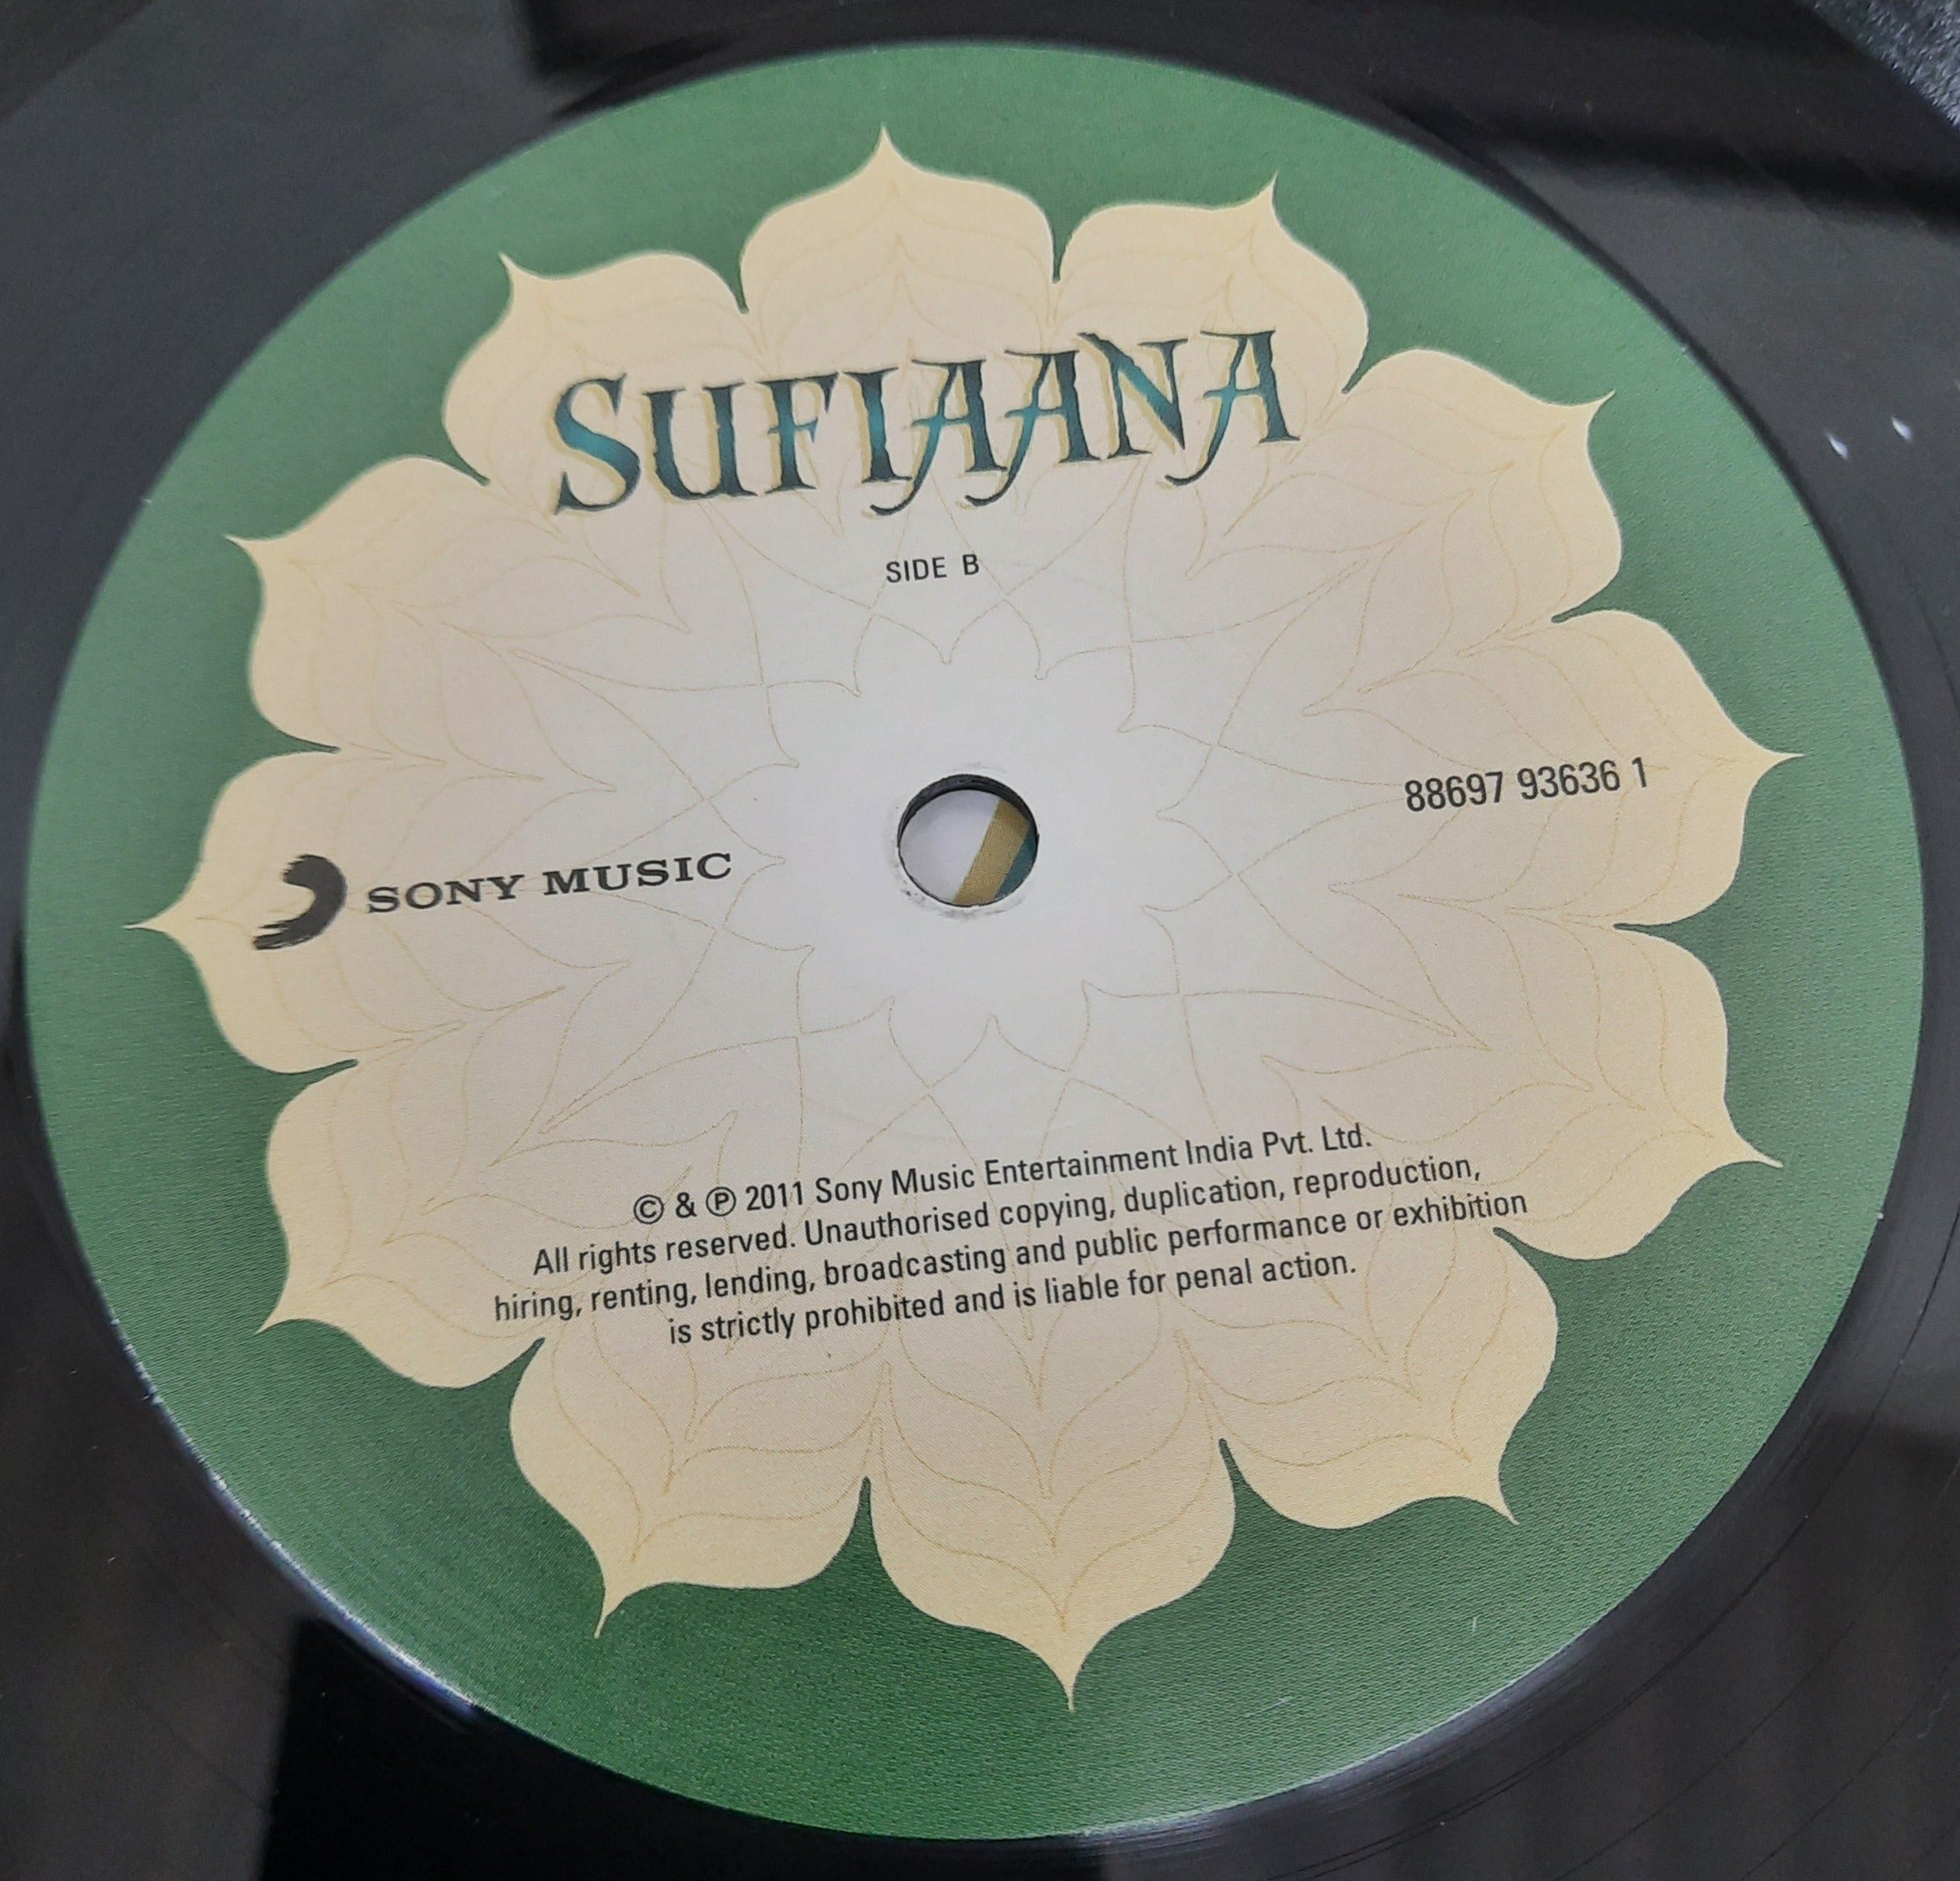 SUFIAANA
SIDE B
88697 93636 1
SONY MUSIC
© & ℗ 2011 Sony Music Entertainment India Pvt. Ltd.
All rights reserved. Unauthorised copying, duplication, reproduction,
hiring, renting, lending, broadcasting and public performance or exhibition
is strictly prohibited and is liable for penal action.